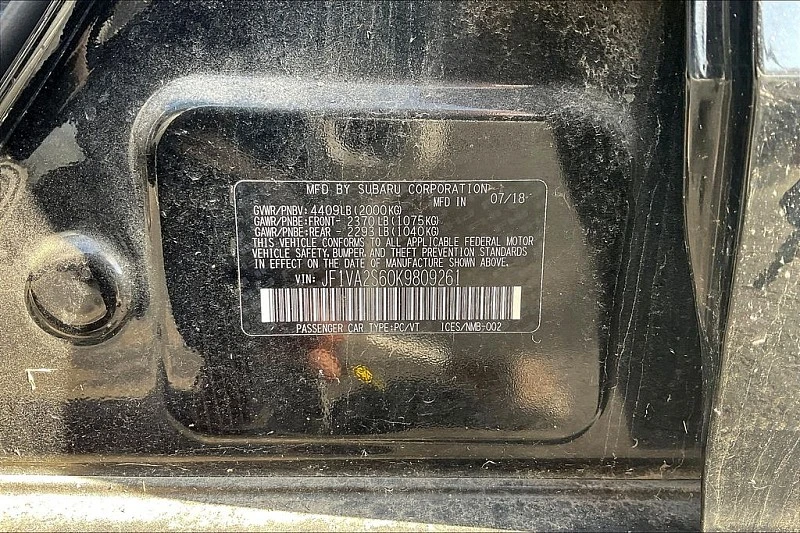 MFD BY SUBARU CORPORATION
MFD IN 07/18
GVWR/PNBV: 4409LB(2000KG)
GAWR/PNBE:FRONT- 2370LB(1075KG)
GAWR/PNBE:REAR - 2293LB(1040KG)
THIS VEHICLE CONFORMS TO ALL APPLICABLE FEDERAL MOTOR
VEHICLE SAFETY, BUMPER, AND THEFT PREVENTION STANDARDS
IN EFFECT ON THE DATE OF MANUFACTURE SHOWN ABOVE.
VIN: JF1VA2S60K9809261
PASSENGER CAR TYPE:PC/VT ICES/NMB-002